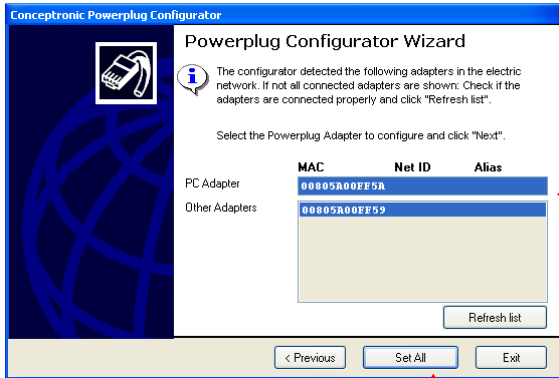 Conceptronic Powerplug Configurator
Powerplug Configurator Wizard
The configurator detected the following adapters in the electric
network. If not all connected adapters are shown: Check if the
adapters are connected properly and click "Refresh list".
Select the Powerplug Adapter to configure and click "Next".
MAC Net ID Alias
PC Adapter 00805A00FF5A
Other Adapters 00805A00FF59
Refresh list
< Previous Set All Exit